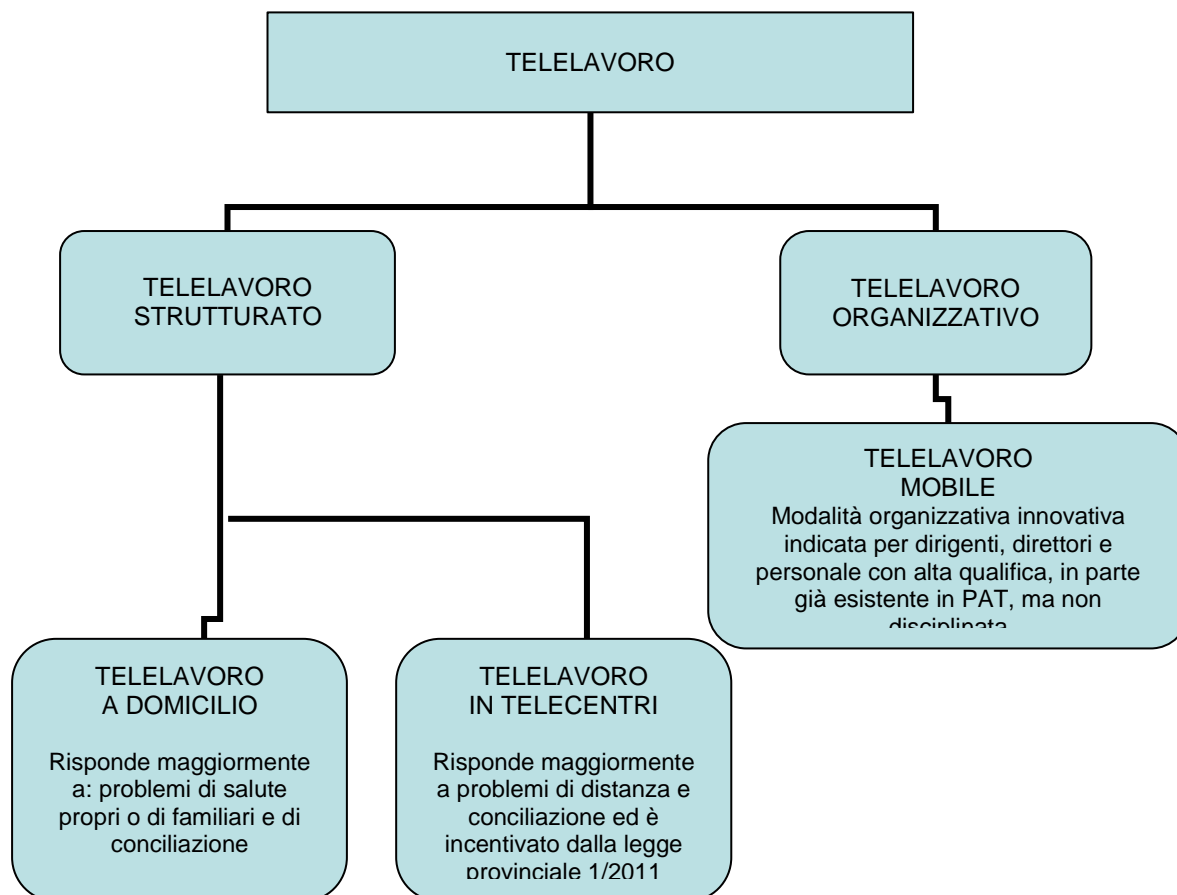 TELELAVORO
TELELAVORO
STRUTTURATO
TELELAVORO
ORGANIZZATIVO
TELELAVORO
MOBILE
Modalità organizzativa innovativa
indicata per dirigenti, direttori e
personale con alta qualifica, in parte
già esistente in PAT, ma non
disciplinata
TELELAVORO
A DOMICILIO
Risponde maggiormente
a: problemi di salute
propri o di familiari e di
conciliazione
TELELAVORO
IN TELECENTRI
Risponde maggiormente
a problemi di distanza e
conciliazione ed è
incentivato dalla legge
provinciale 1/2011